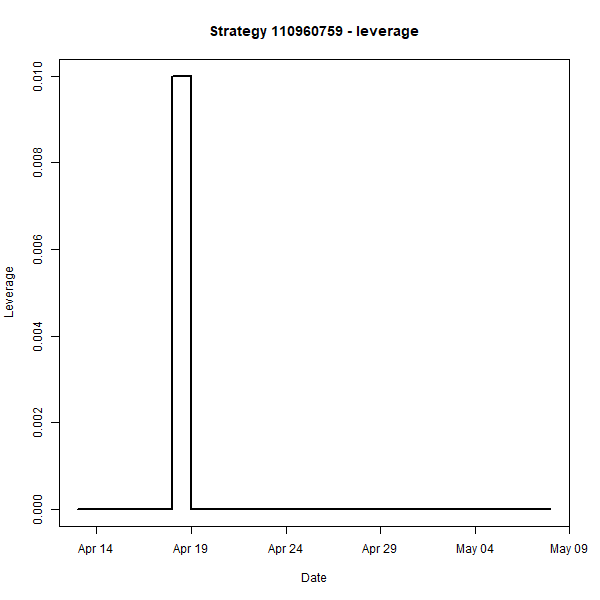 Strategy 110960759 - leverage
0.010
0.008
0.006
0.004
0.002
0.000
Leverage
Apr 14 Apr 19 Apr 24 Apr 29 May 04 May 09
Date